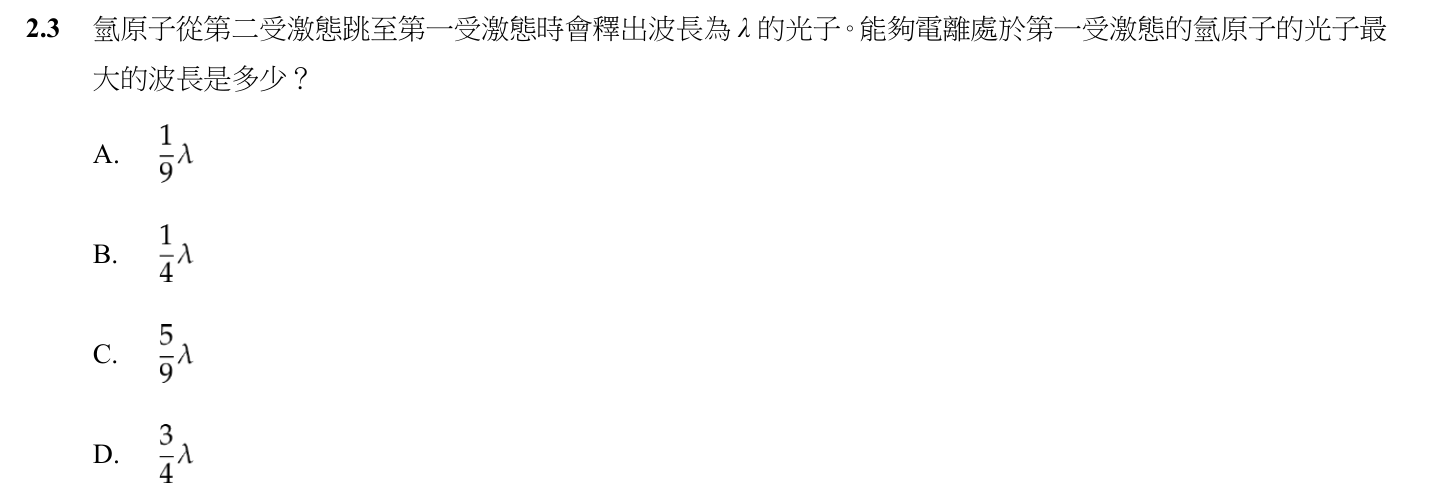 2.3 氫原子從第二受激態跳至第一受激態時會釋出波長為 λ 的光子。能夠電離處於第一受激態的氫原子的光子最
大的波長是多少？
A. 1/9 λ
B. 1/4 λ
C. 5/9 λ
D. 3/4 λ